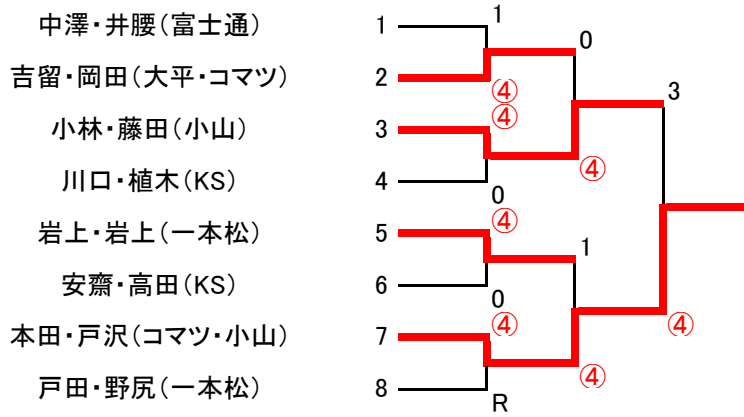 中澤・井腰(富士通) 1 1
0
吉留・岡田(大平・コマツ) 2 ④
3
小林・藤田(小山) 3 ④
④
川口・植木(KS) 4 0
岩上・岩上(一本松) 5 ④
1
安齋・高田(KS) 6 0
④
本田・戸沢(コマツ・小山) 7 ④
④
戸田・野尻(一本松) 8 R